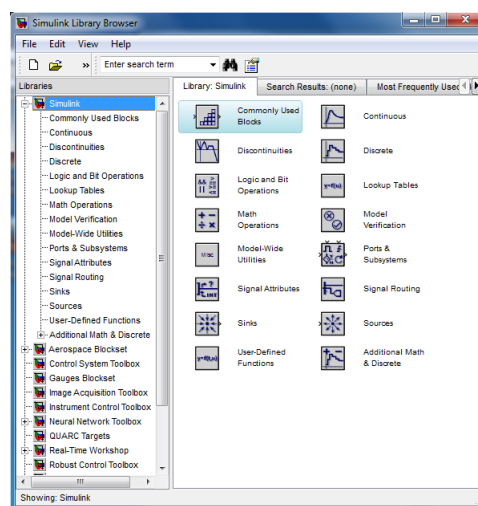 Simulink Library Browser
File Edit View Help
» Enter search term
Libraries
Library: Simulink Search Results: (none) Most Frequently Used
Simulink
Commonly Used Blocks
Continuous
Discontinuities
Discrete
Logic and Bit Operations
Lookup Tables
Math Operations
Model Verification
Model-Wide Utilities
Ports & Subsystems
Signal Attributes
Signal Routing
Sinks
Sources
User-Defined Functions
Additional Math & Discrete
Aerospace Blockset
Control System Toolbox
Gauges Blockset
Image Acquisition Toolbox
Instrument Control Toolbox
Neural Network Toolbox
QUARC Targets
Real-Time Workshop
Robust Control Toolbox
Commonly Used
Blocks
Continuous
Discontinuities
Discrete
Logic and Bit
Operations
y=f(u)
Lookup Tables
Math
Operations
Model
Verification
Misc
Model-Wide
Utilities
Ports &
Subsystems
Signal Attributes
Signal Routing
Sinks
Sources
y=f(u)
User-Defined
Functions
Additional Math
& Discrete
Showing: Simulink